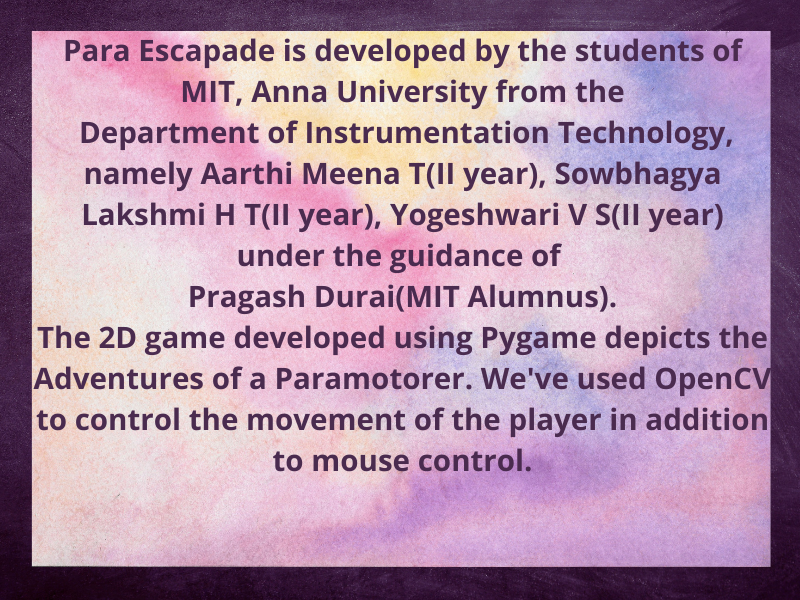 Para Escapade is developed by the students of
MIT, Anna University from the
Department of Instrumentation Technology,
namely Aarthi Meena T(II year), Sowbhagya
Lakshmi H T(II year), Yogeshwari V S(II year)
under the guidance of
Pragash Durai(MIT Alumnus).
The 2D game developed using Pygame depicts the
Adventures of a Paramotorer. We've used OpenCV
to control the movement of the player in addition
to mouse control.